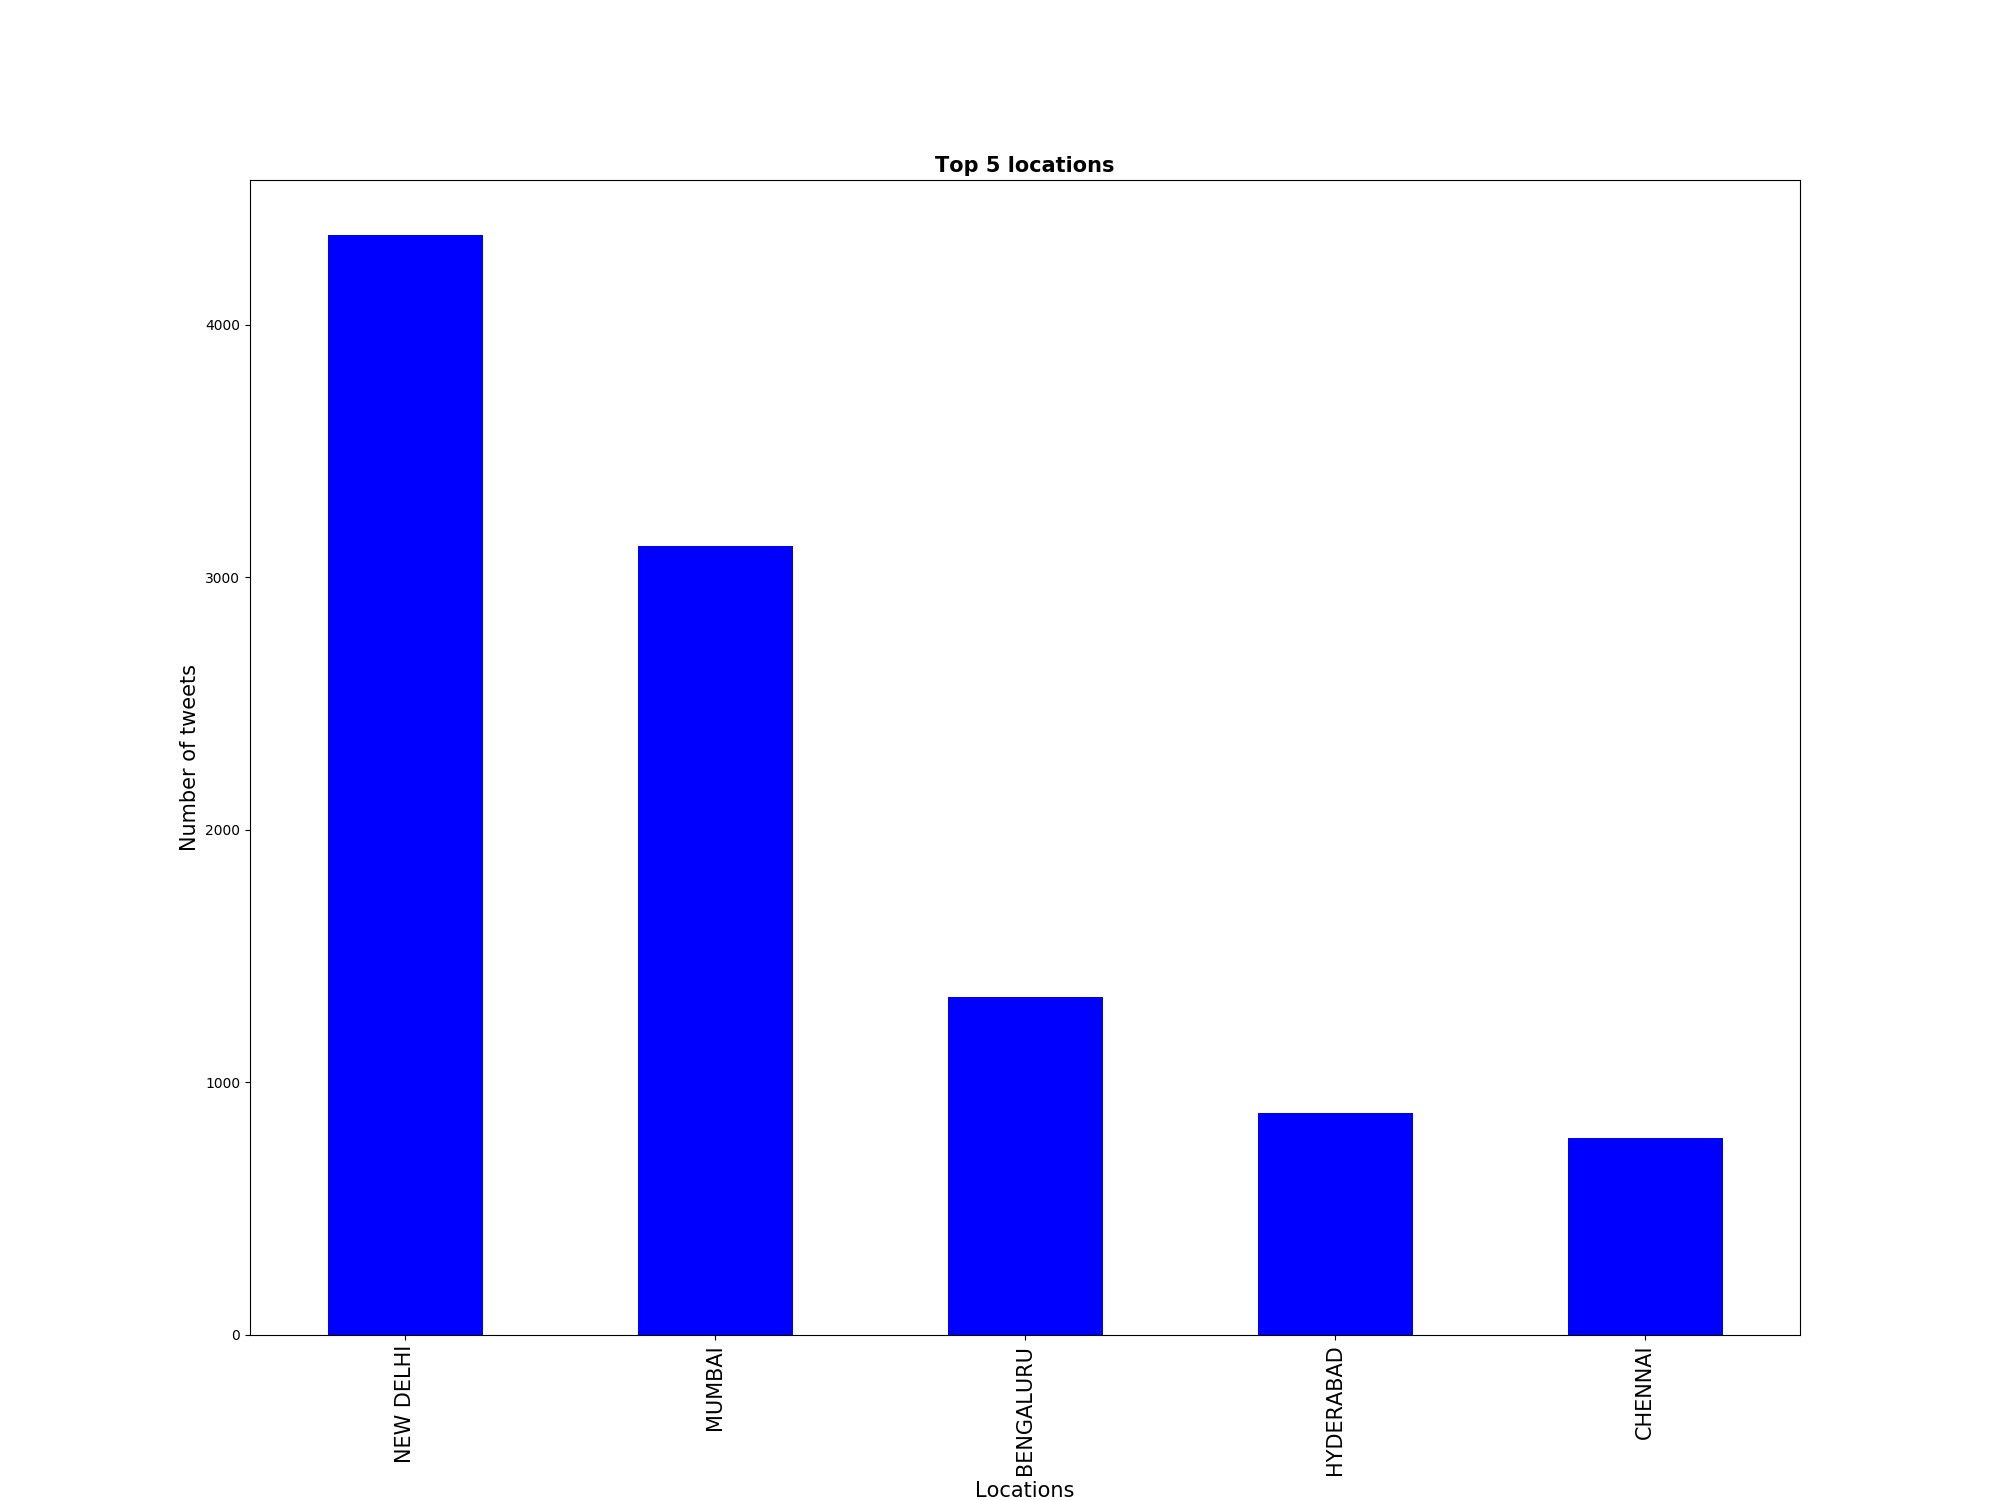 Top 5 locations
Number of tweets
4000
3000
2000
1000
0
NEW DELHI
MUMBAI
BENGALURU
HYDERABAD
CHENNAI
Locations